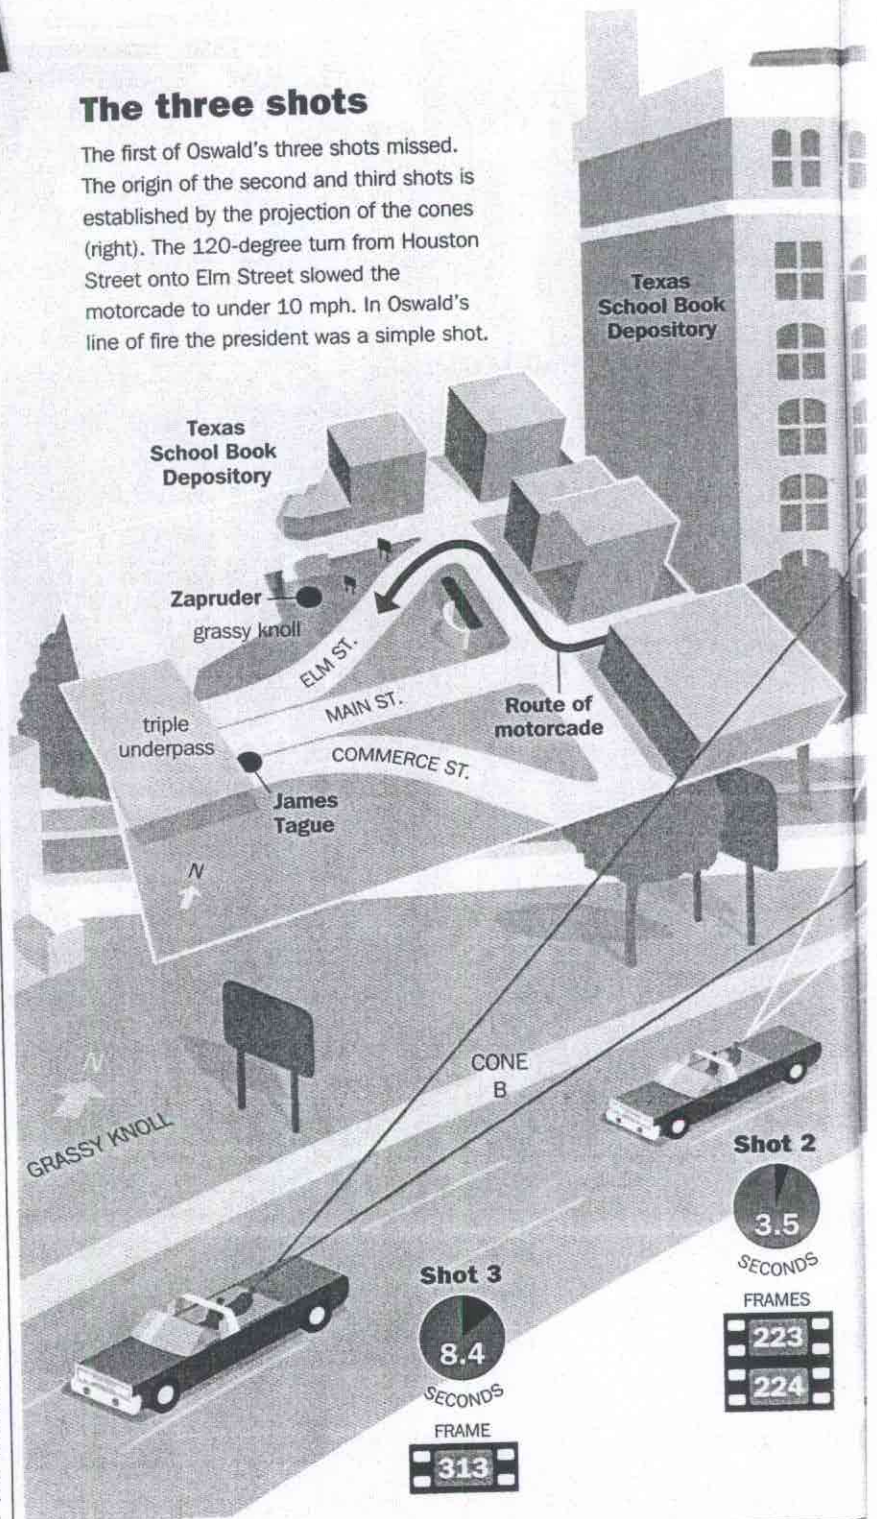 The three shots
The first of Oswald's three shots missed.
The origin of the second and third shots is
established by the projection of the cones
(right). The 120-degree turn from Houston
Street onto Elm Street slowed the
motorcade to under 10 mph. In Oswald's
line of fire the president was a simple shot.
Texas
School Book
Depository
Texas
School Book
Depository
Zapruder
grassy knoll
ELM ST.
MAIN ST.
Route of
motorcade
triple
underpass
COMMERCE ST.
James
Tague
N
CONE
B
N
GRASSY KNOLL
Shot 2
3.5
SECONDS
FRAMES
223
224
Shot 3
8.4
SECONDS
FRAME
313